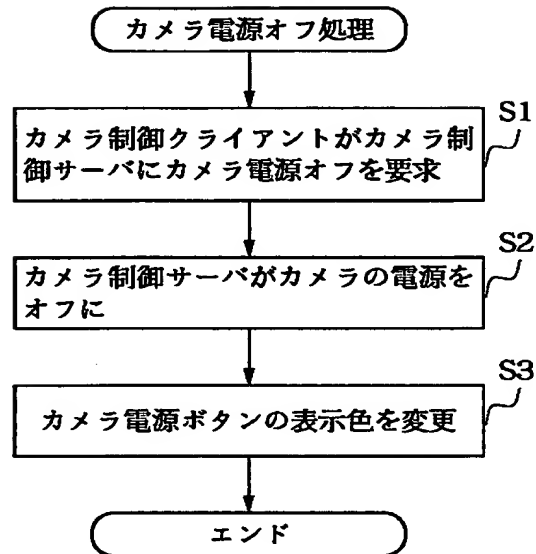 カメラ電源オフ処理
S1
カメラ制御クライアントがカメラ制
御サーバにカメラ電源オフを要求
S2
カメラ制御サーバがカメラの電源を
オフに
S3
カメラ電源ボタンの表示色を変更
エンド